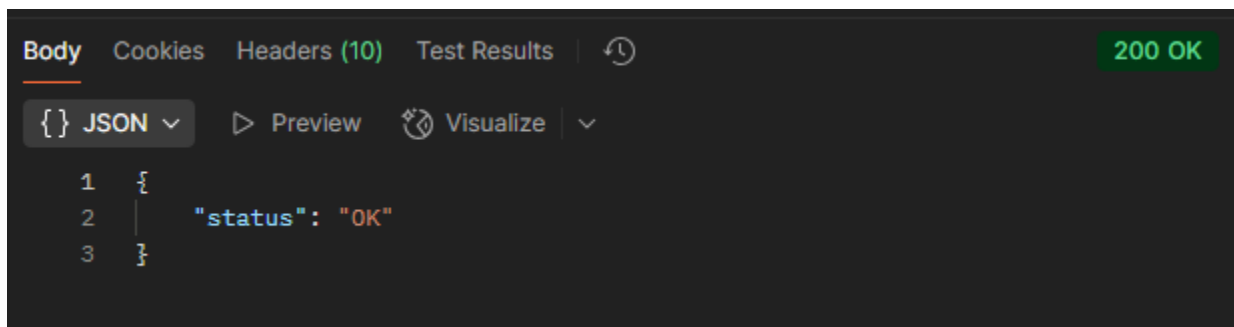 Body Cookies Headers (10) Test Results 200 OK
{} JSON Preview Visualize
1 {
2 "status": "OK"
3 }